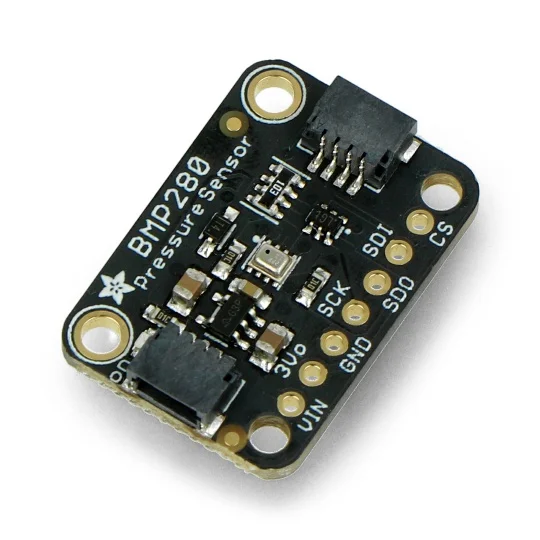 BMP280
Pressure Sensor
VIN
3Vo
GND
SCK
SDO
SDI
CS